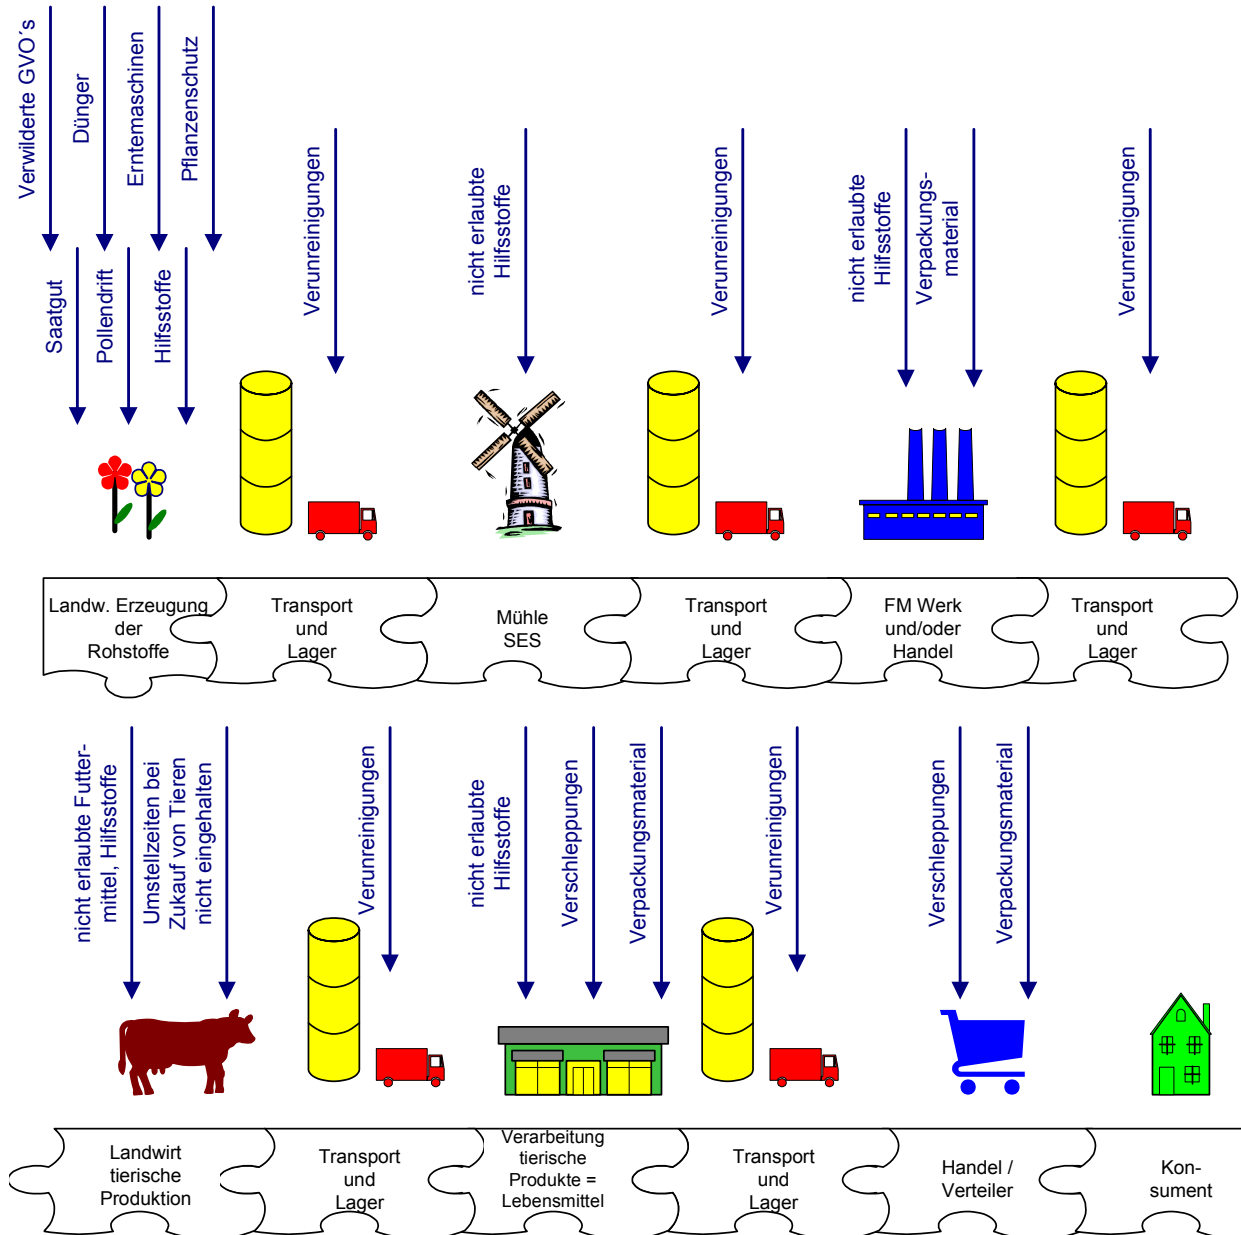 Verwilderte GVO´s
Dünger
Erntemaschinen
Pflanzenschutz
Saatgut
Pollendrift
Hilfsstoffe
Verunreinigungen
nicht erlaubte
Hilfsstoffe
Verunreinigungen
nicht erlaubte
Hilfsstoffe
Verpackungs-
material
Verunreinigungen
Landw. Erzeugung
der
Rohstoffe
Transport
und
Lager
Mühle
SES
Transport
und
Lager
FM Werk
und/oder
Handel
Transport
und
Lager
nicht erlaubte Futter-
mittel, Hilfsstoffe
Umstellzeiten bei
Zukauf von Tieren
nicht eingehalten
Verunreinigungen
nicht erlaubte
Hilfsstoffe
Verschleppungen
Verpackungsmaterial
Verunreinigungen
Verschleppungen
Verpackungsmaterial
Landwirt
tierische
Produktion
Transport
und
Lager
Verarbeitung
tierische
Produkte =
Lebensmittel
Transport
und
Lager
Handel /
Verteiler
Kon-
sument